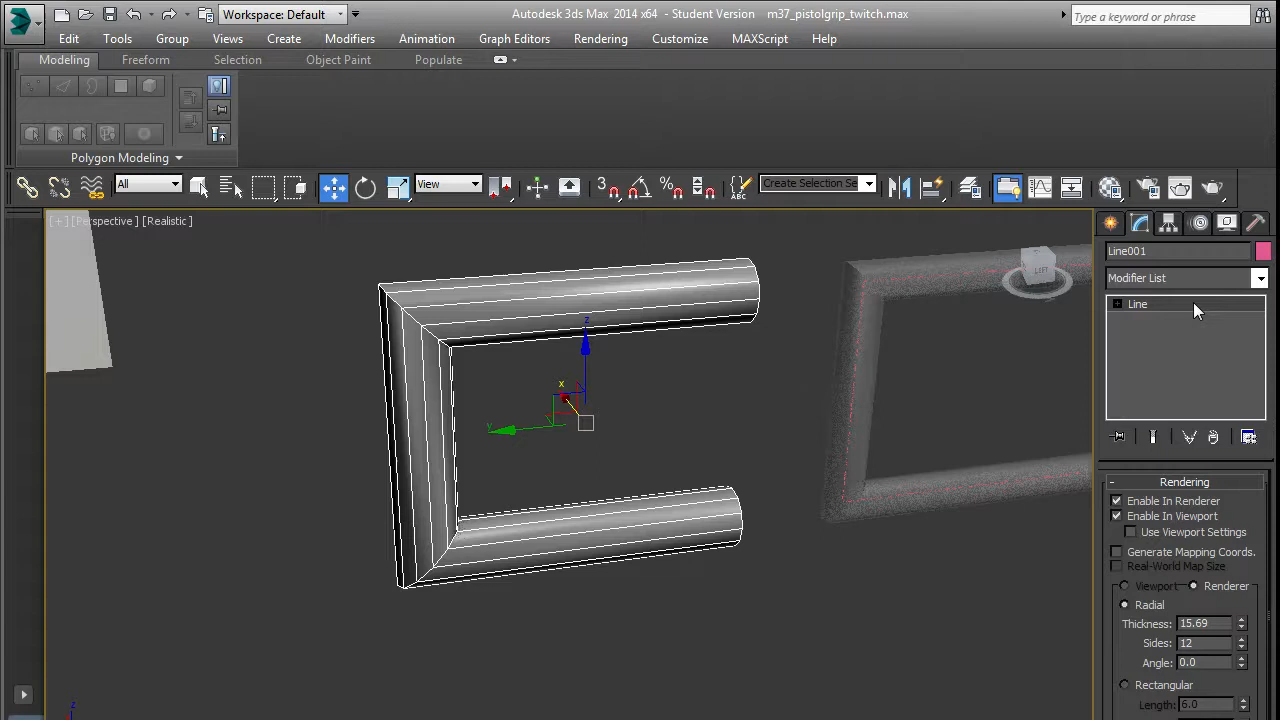 Workspace: Default
Autodesk 3ds Max 2014 x64 - Student Version m37_pistolgrip_twitch.max
Type a keyword or phrase
Edit Tools Group Views Create Modifiers Animation Graph Editors Rendering Customize MAXScript Help
Modeling Freeform Selection Object Paint Populate
Polygon Modeling
All View 3 % ABC Create Selection Se
[+] [Perspective] [Realistic]
LEFT
z
x
y
z
Line001
Modifier List
Line
Rendering
Enable In Renderer
Enable In Viewport
Use Viewport Settings
Generate Mapping Coords.
Real-World Map Size
Viewport Renderer
Radial
Thickness: 15.69
Sides: 12
Angle: 0.0
Rectangular
Length: 6.0